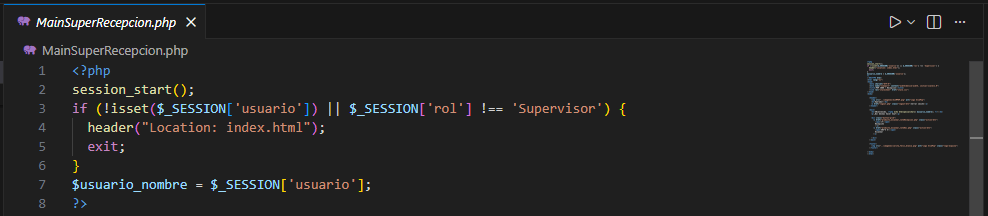 MainSuperRecepcion.php
MainSuperRecepcion.php
1 <?php
2 session_start();
3 if (!isset($_SESSION['usuario']) || $_SESSION['rol'] !== 'Supervisor') {
4     header("Location: index.html");
5     exit;
6 }
7 $usuario_nombre = $_SESSION['usuario'];
8 ?>